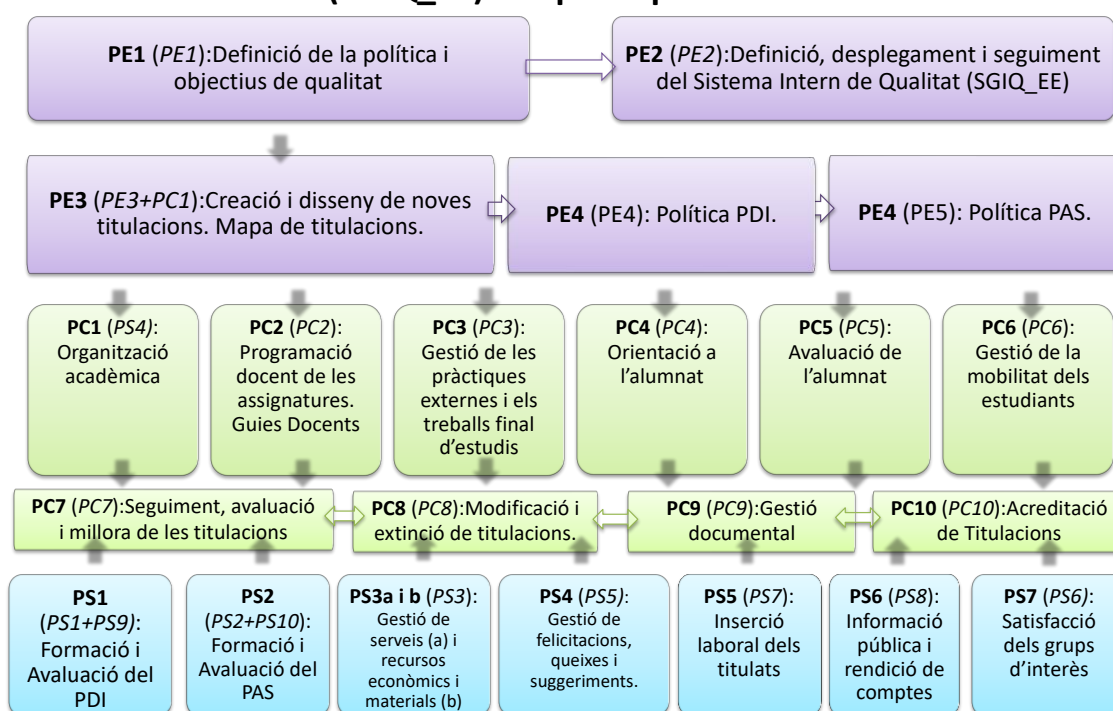 PE1 (PE1):Definició de la política i
objectius de qualitat
PE2 (PE2): Definició, desplegament i seguiment
del Sistema Intern de Qualitat (SGIQ_EE)
PE3 (PE3+PC1):Creació i disseny de noves
titulacions. Mapa de titulacions.
PE4 (PE4): Política PDI.
PE4 (PE5): Política PAS.
PC1 (PS4):
Organització
acadèmica
PC2 (PC2):
Programació
docent de les
assignatures.
Guies Docents
PC3 (PC3):
Gestió de les
pràctiques
externes i els
treballs final
d’estudis
PC4 (PC4):
Orientació a
l’alumnat
PC5 (PC5):
Avaluació de
l’alumnat
PC6 (PC6):
Gestió de la
mobilitat dels
estudiants
PC7 (PC7):Seguiment, avaluació
i millora de les titulacions
PC8 (PC8):Modificació i
extinció de titulacions.
PC9 (PC9):Gestió
documental
PC10 (PC10):Acreditació
de Titulacions
PS1
(PS1+PS9):
Formació i
Avaluació del
PDI
PS2
(PS2+PS10):
Formació i
Avaluació del
PAS
PS3a i b (PS3):
Gestió de
serveis (a) i
recursos
econòmics i
materials (b)
PS4 (PS5):
Gestió de
felicitacions,
queixes i
suggeriments.
PS5 (PS7):
Inserció
laboral dels
titulats
PS6 (PS8):
Informació
pública i
rendició de
comptes
PS7 (PS6):
Satisfacció
dels grups
d’interès